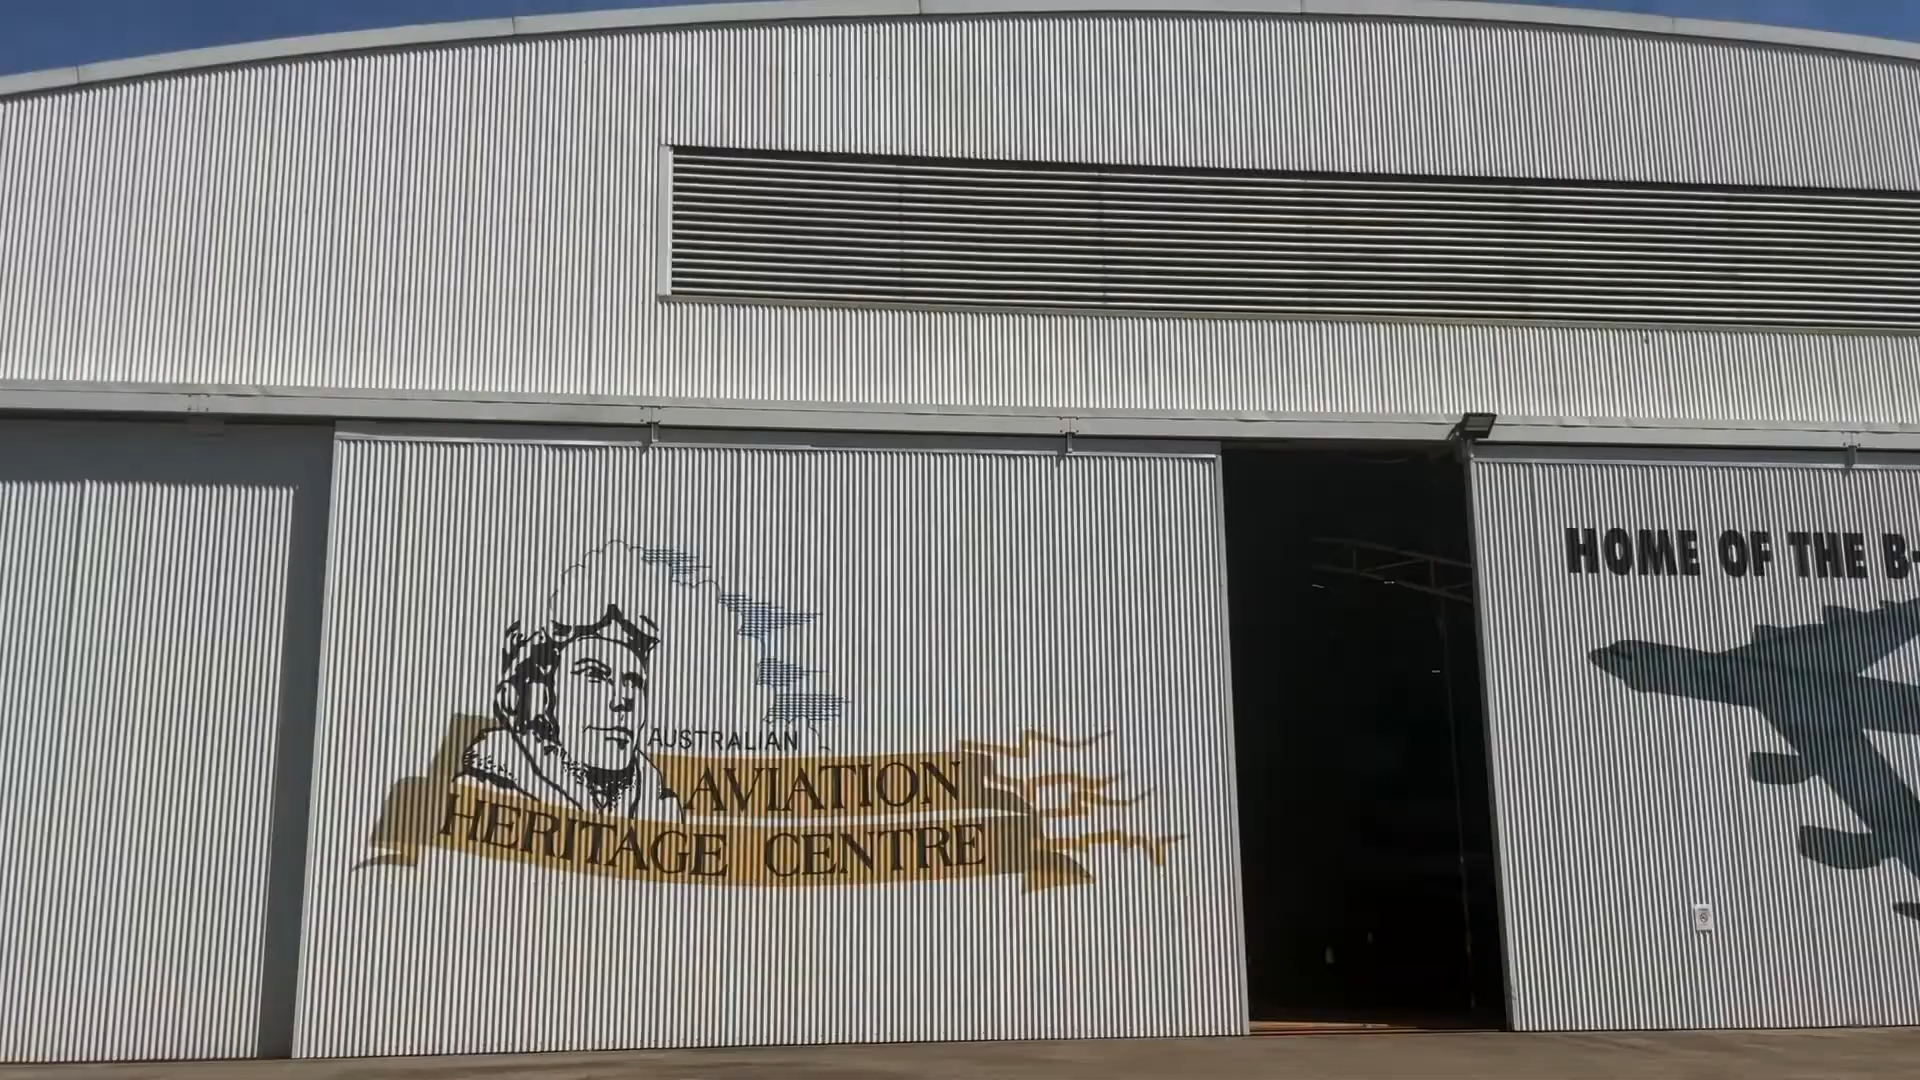 AUSTRALIAN
AVIATION
HERITAGE CENTRE
HOME OF THE B-